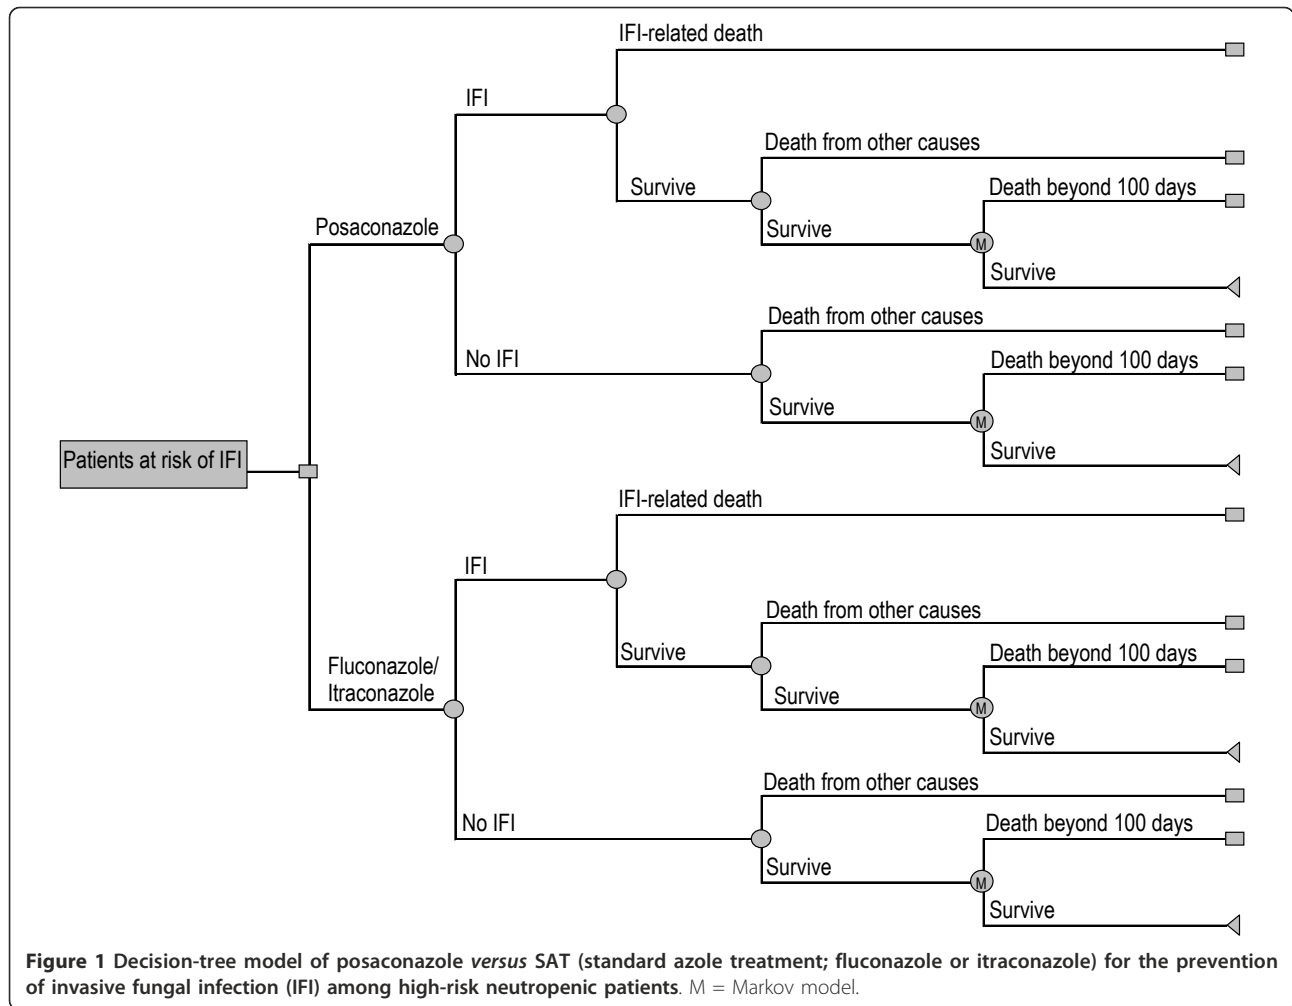 IFI-related death
IFI
Death from other causes
Survive
Death beyond 100 days
Survive
Posaconazole
Survive
Death from other causes
No IFI
Death beyond 100 days
Survive
Survive
M
M
Patients at risk of IFI
IFI-related death
IFI
Death from other causes
Survive
Death beyond 100 days
Fluconazole/
Itraconazole
Survive
M
Survive
Death from other causes
No IFI
Death beyond 100 days
Survive
M
Survive
Figure 1 Decision-tree model of posaconazole versus SAT (standard azole treatment; fluconazole or itraconazole) for the prevention
of invasive fungal infection (IFI) among high-risk neutropenic patients. M = Markov model.